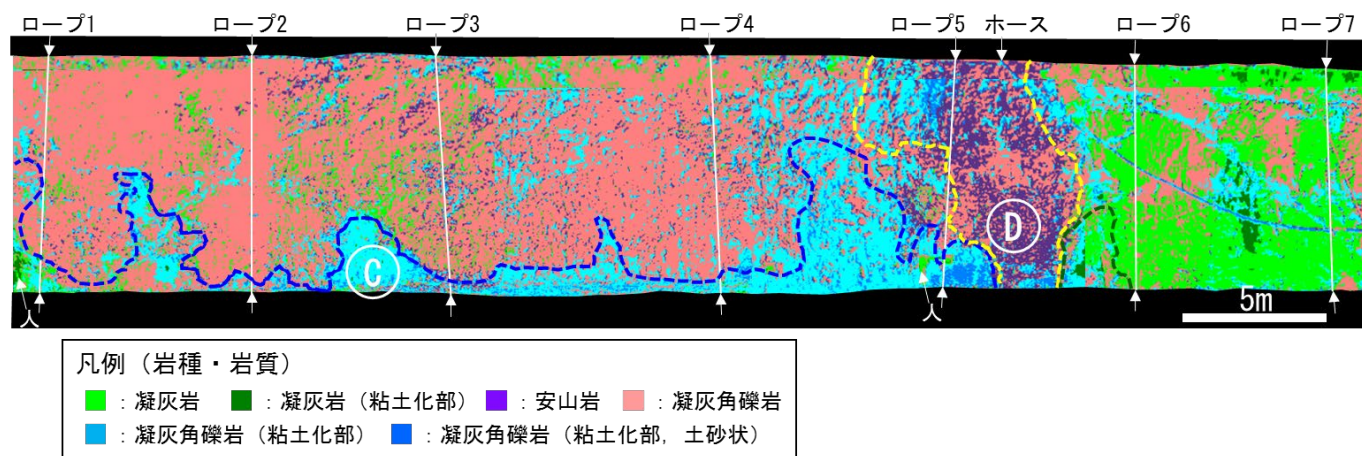 ロープ1 ロープ2 ロープ3 ロープ4 ロープ5 ホース ロープ6 ロープ7
C
D
人 人
5m
凡例（岩種・岩質）
：凝灰岩 ：凝灰岩（粘土化部） ：安山岩 ：凝灰角礫岩
：凝灰角礫岩（粘土化部） ：凝灰角礫岩（粘土化部，土砂状）